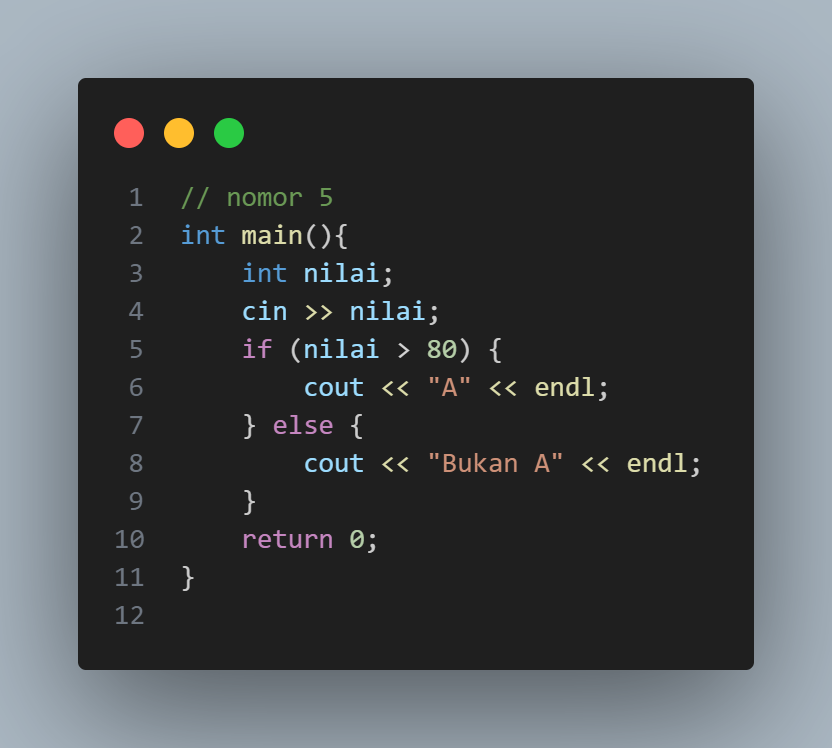 1 // nomor 5
2 int main(){
3     int nilai;
4     cin >> nilai;
5     if (nilai > 80) {
6         cout << "A" << endl;
7     } else {
8         cout << "Bukan A" << endl;
9     }
10     return 0;
11 }
12